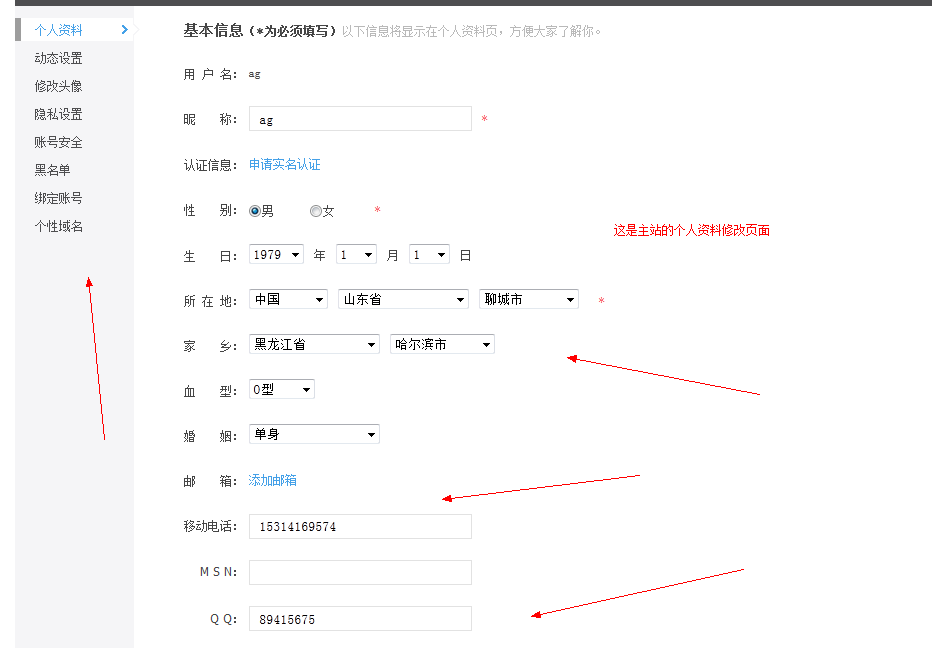 个人资料
动态设置
修改头像
隐私设置
账号安全
黑名单
绑定账号
个性域名
基本信息（*为必须填写）以下信息将显示在个人资料页，方便大家了解你。
用 户 名： ag
昵 称： ag *
认证信息： 申请实名认证
性 别： 男 女 *
这是主站的个人资料修改页面
生 日： 1979 年 1 月 1 日
所 在 地： 中国 山东省 聊城市 *
家 乡： 黑龙江省 哈尔滨市
血 型： O型
婚 姻： 单身
邮 箱： 添加邮箱
移动电话： 15314169574
M S N：
Q Q： 89415675